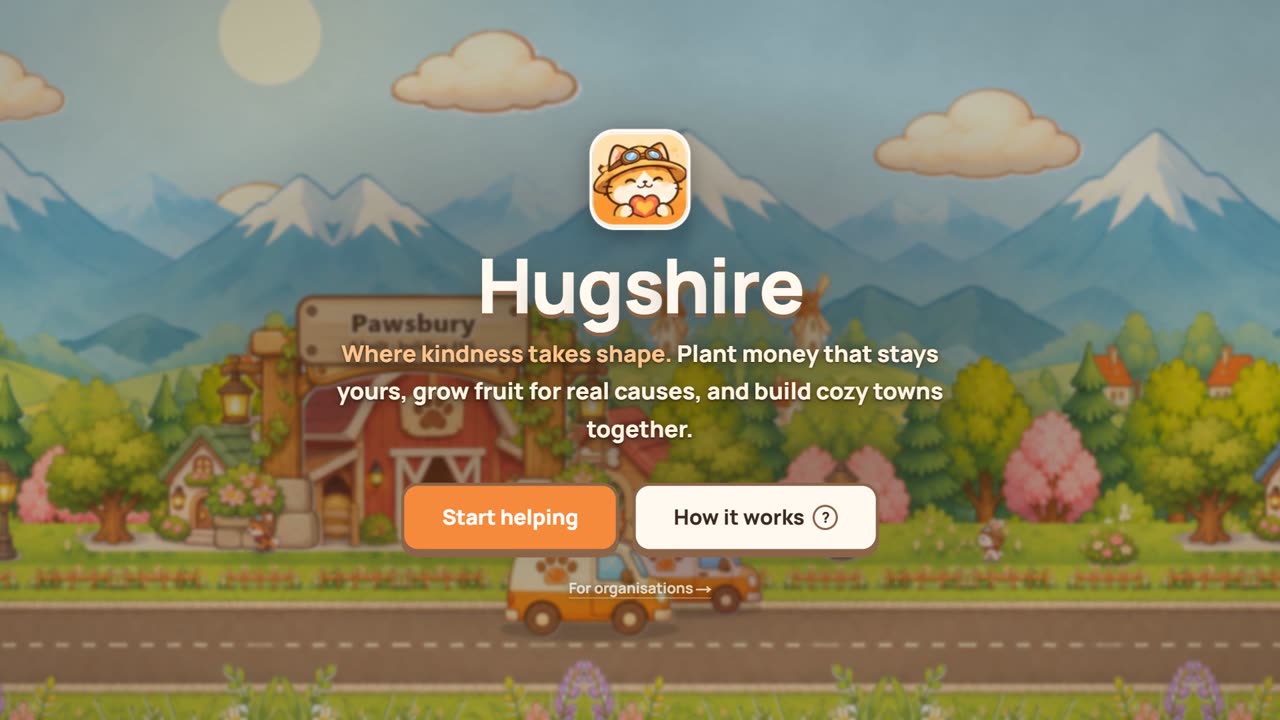 Hugshire
Pawsbury
Where kindness takes shape. Plant money that stays
yours, grow fruit for real causes, and build cozy towns
together.
Start helping
How it works ?
For organisations →